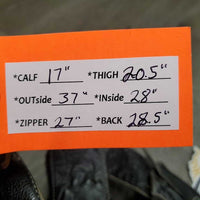 *CALF 17" *THIGH 20.5"
*OUTside 37" *INside 28"
*ZIPPER 27" *BACK 28.5"